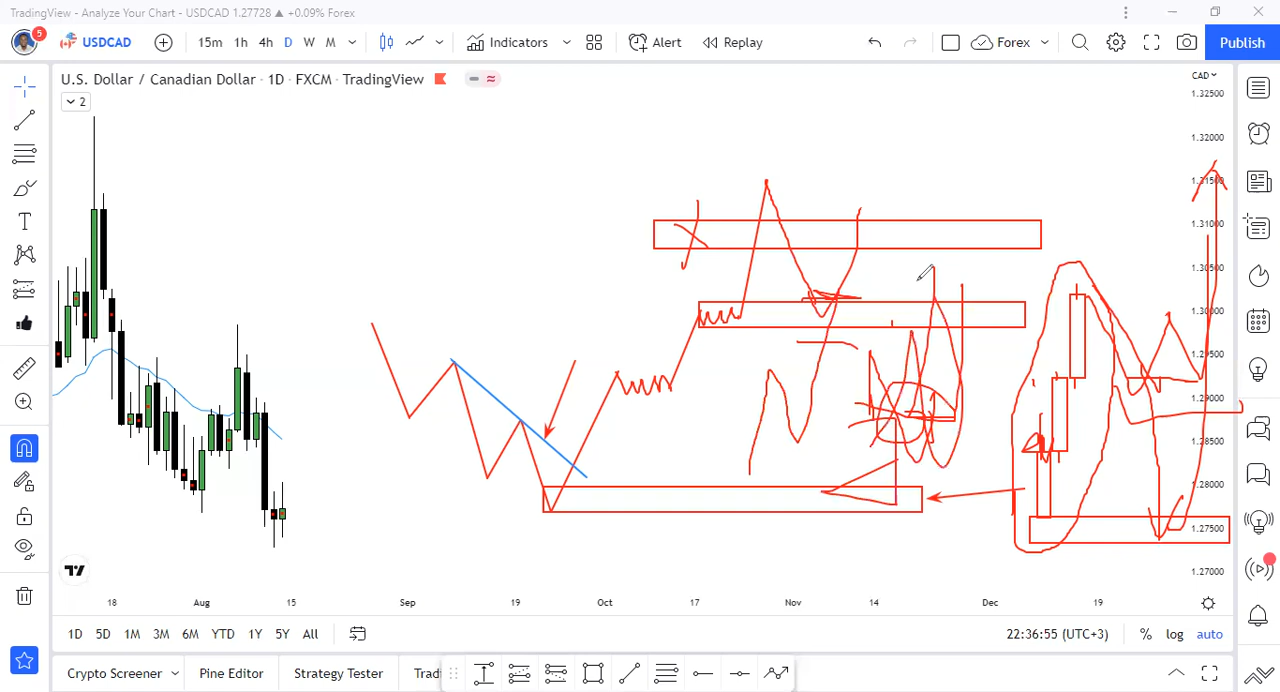 TradingView - Analyze Your Chart - USDCAD 1.27728 ▲ +0.09% Forex
5 USDCAD 15m 1h 4h D W M Indicators Alert Replay Forex Publish
U.S. Dollar / Canadian Dollar · 1D · FXCM · TradingView
CAD
2
1.32500
1.32000
1.31500
1.31000
1.30500
1.30000
1.29500
1.29000
1.28500
1.28000
1.27500
1.27000
18 Aug 15 Sep 19 Oct 17 Nov 14 Dec 19
1D 5D 1M 3M 6M YTD 1Y 5Y All 22:36:55 (UTC+3) % log auto
Crypto Screener Pine Editor Strategy Tester Tradi